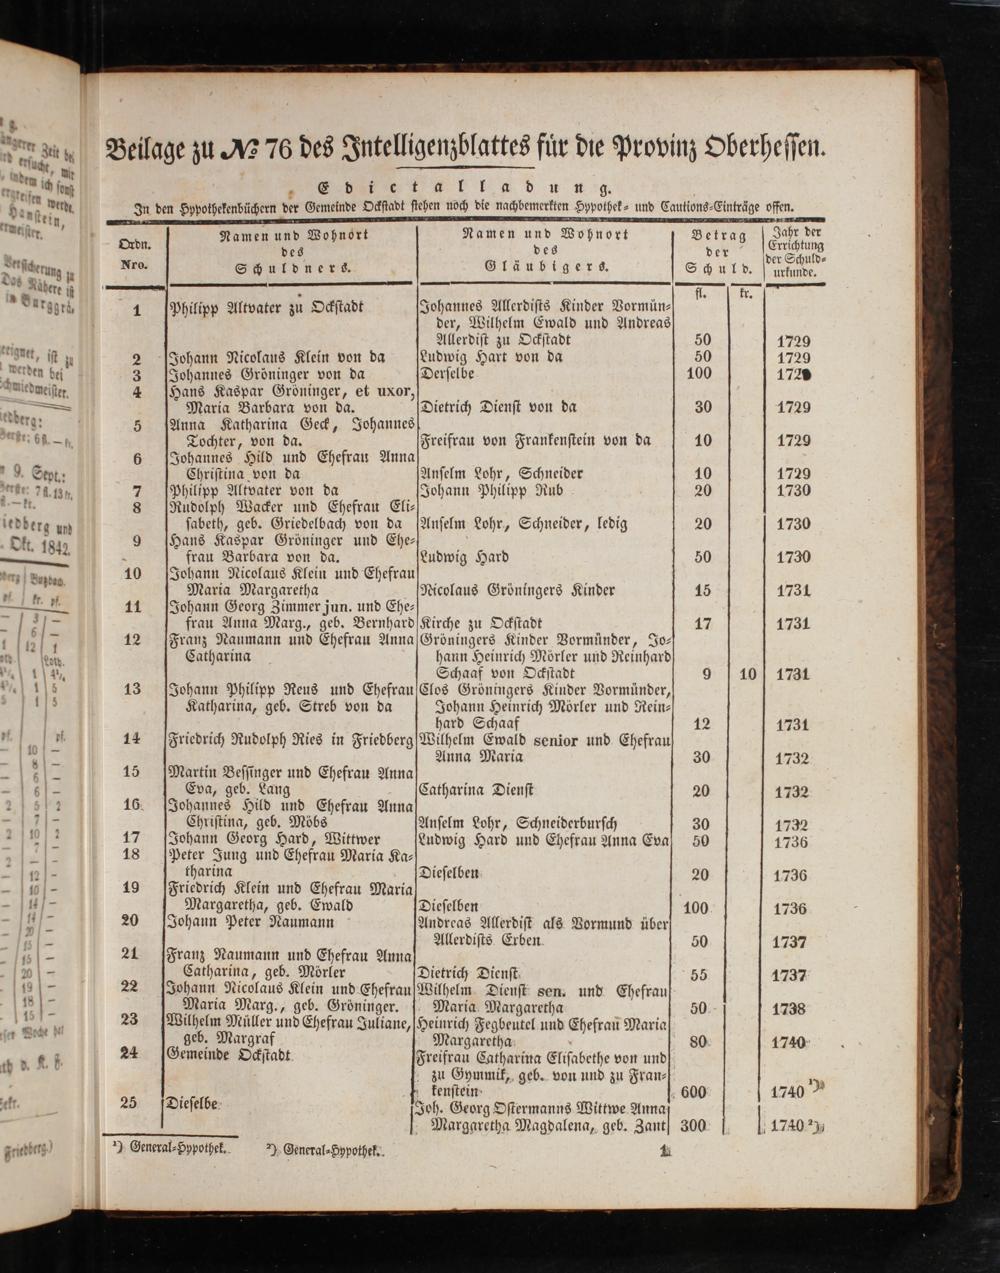 Beilage zu № 76 des Intelligenzblattes für die Provinz Oberhessen.
Edictalladung.
In den Hypothekenbüchern der Gemeinde Ockstadt stehen noch die nachbemerkten Hypothek- und Cautions-Einträge offen.
Ordn. Nro. | Namen und Wohnort des Schuldners. | Namen und Wohnort des Gläubigers. | Betrag der Schuld. | Jahr der Errichtung der Schuld-urkunde.
fl. kr.
1 Philipp Altvater zu Ockstadt Johannes Allerdists Kinder Vormün-
der, Wilhelm Ewald und Andreas
Allerdist zu Ockstadt 50 1729
2 Johann Nicolaus Klein von da Ludwig Hart von da 50 1729
3 Johannes Gröninger von da Derselbe 100
4 Hans Kaspar Gröninger, et uxor,
Maria Barbara von da. Dietrich Dienst von da 30 1729
5 Anna Katharina Geck, Johannes
Tochter, von da. Freifrau von Frankenstein von da 10 1729
6 Johannes Hild und Ehefrau Anna
Christina von da Anselm Lohr, Schneider 10 1729
7 Philipp Altvater von da Johann Philipp Rub 20 1730
8 Rudolph Wacker und Ehefrau Eli-
sabeth, geb. Griedelbach von da Anselm Lohr, Schneider, ledig 20 1730
9 Hans Kaspar Gröninger und Ehe-
frau Barbara von da. Ludwig Hard 50 1730
10 Johann Nicolaus Klein und Ehefrau
Maria Margaretha Nicolaus Gröningers Kinder 15 1731
11 Johann Georg Zimmer jun. und Ehe-
frau Anna Marg., geb. Bernhard Kirche zu Ockstadt 17 1731
12 Franz Naumann und Ehefrau Anna Gröningers Kinder Vormünder, Jo-
Catharina hann Heinrich Mörler und Reinhard
Schaaf von Ockstadt 9 10 1731
13 Johann Philipp Reus und Ehefrau Clos Gröningers Kinder Vormünder,
Katharina, geb. Streb von da Johann Heinrich Mörler und Rein-
hard Schaaf 12 1731
14 Friedrich Rudolph Ries in Friedberg Wilhelm Ewald senior und Ehefrau
Anna Maria 30 1732
15 Martin Bessinger und Ehefrau Anna
Eva, geb. Lang Catharina Dienst 20 1732
16 Johannes Hild und Ehefrau Anna
Christina, geb. Möbs Anselm Lohr, Schneiderbursch 30 1732
17 Johann Georg Hard, Wittwer Ludwig Hard und Ehefrau Anna Eva 50 1736
18 Peter Jung und Ehefrau Maria Ka-
tharina Dieselben 20 1736
19 Friedrich Klein und Ehefrau Maria
Margaretha, geb. Ewald Dieselben 100 1736
20 Johann Peter Naumann Andreas Allerdist als Vormund über
Allerdists Erben 50 1737
21 Franz Naumann und Ehefrau Anna
Catharina, geb. Mörler Dietrich Dienst 55 1737
22 Johann Nicolaus Klein und Ehefrau Wilhelm Dienst sen. und Ehefrau
Maria Marg., geb. Gröninger. Maria Margaretha 50 1738
23 Wilhelm Müller und Ehefrau Juliane, Heinrich Fegbeutel und Ehefrau Maria
geb. Margraf Margaretha 80 1740
24 Gemeinde Ockstadt Freifrau Catharina Elisabethe von und
zu Gymmik, geb. von und zu Fran-
kenstein 600 1740 ¹)
25 Dieselbe Joh. Georg Ostermanns Wittwe Anna
Margaretha Magdalena, geb. Zant 300 1740 ²)
¹) General-Hypothek. ²) General-Hypothek.
1